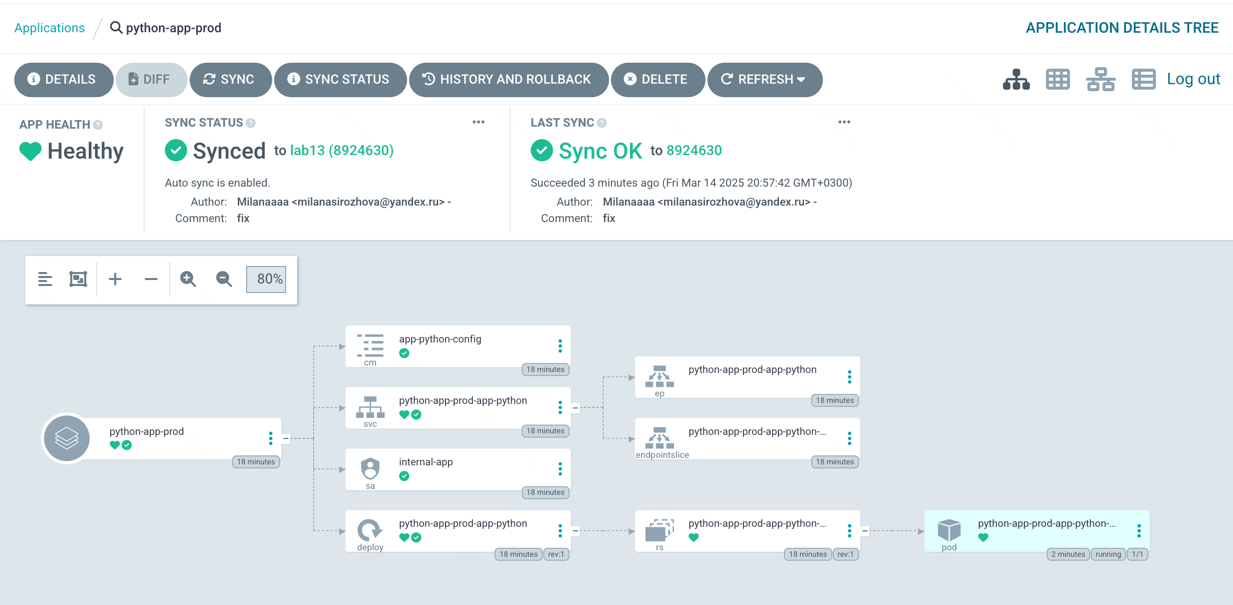 Applications / python-app-prod
APPLICATION DETAILS TREE
DETAILS DIFF SYNC SYNC STATUS HISTORY AND ROLLBACK DELETE REFRESH
Log out
APP HEALTH
Healthy
SYNC STATUS
Synced to lab13 (8924630)
Auto sync is enabled.
Author: Milanaaaa <milanasirozhova@yandex.ru> -
Comment: fix
LAST SYNC
Sync OK to 8924630
Succeeded 3 minutes ago (Fri Mar 14 2025 20:57:42 GMT+0300)
Author: Milanaaaa <milanasirozhova@yandex.ru> -
Comment: fix
80%
python-app-prod
18 minutes
app-python-config
cm
18 minutes
python-app-prod-app-python
svc
18 minutes
internal-app
sa
18 minutes
python-app-prod-app-python
deploy
18 minutes rev:1
python-app-prod-app-python
ep
18 minutes
python-app-prod-app-python-...
endpointslice
18 minutes
python-app-prod-app-python-...
rs
18 minutes rev:1
python-app-prod-app-python-...
pod
2 minutes running 1/1